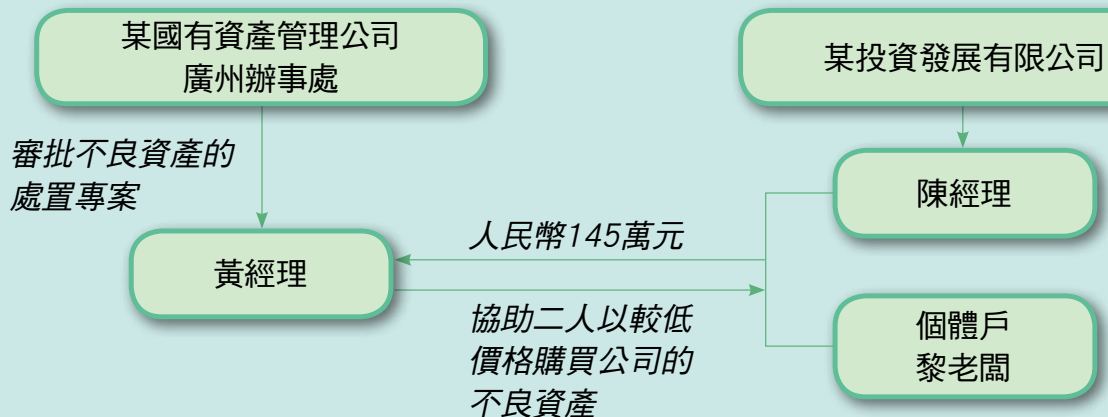 某國有資產管理公司
廣州辦事處
某投資發展有限公司
審批不良資產的
處置專案
陳經理
人民幣145萬元
黃經理
協助二人以較低
價格購買公司的
不良資產
個體戶
黎老闆